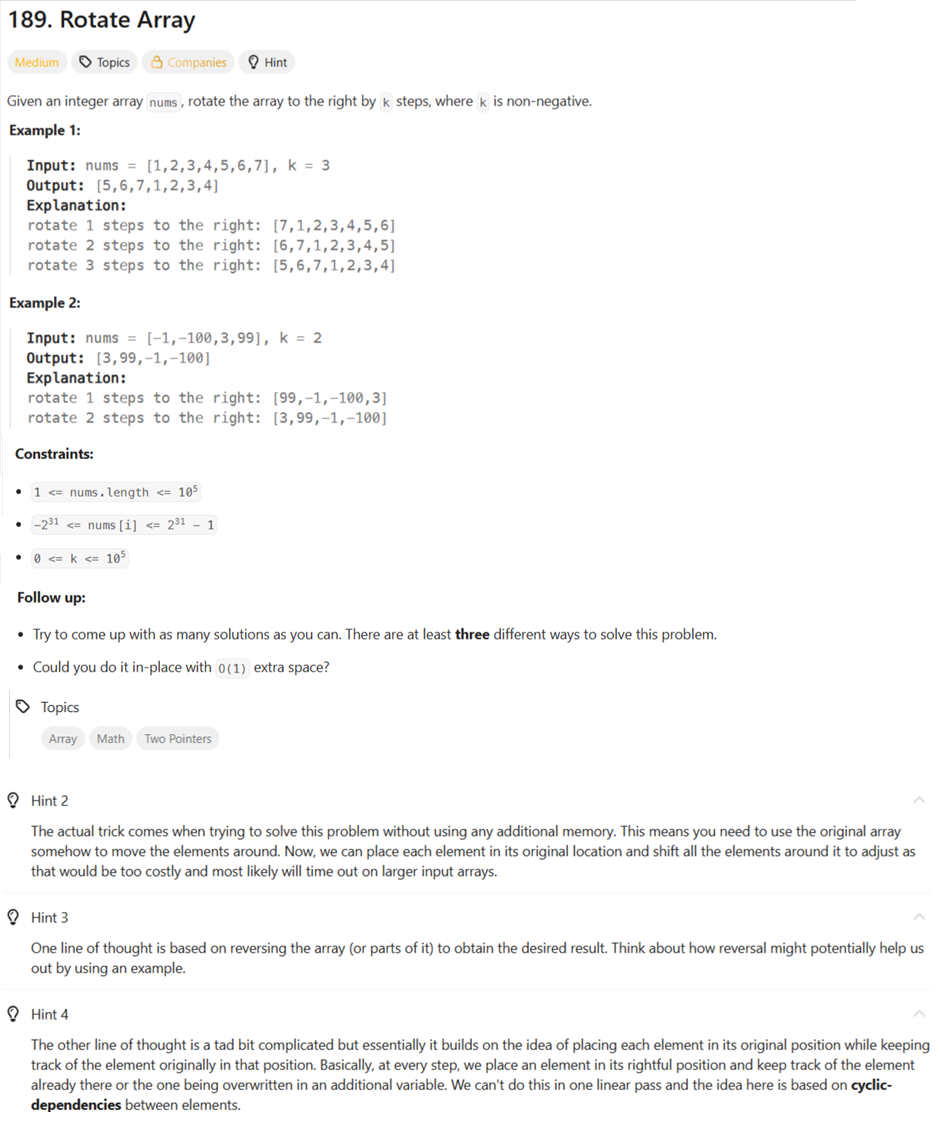 189. Rotate Array
Medium Topics Companies Hint
Given an integer array nums, rotate the array to the right by k steps, where k is non-negative.
Example 1:
Input: nums = [1,2,3,4,5,6,7], k = 3
Output: [5,6,7,1,2,3,4]
Explanation:
rotate 1 steps to the right: [7,1,2,3,4,5,6]
rotate 2 steps to the right: [6,7,1,2,3,4,5]
rotate 3 steps to the right: [5,6,7,1,2,3,4]
Example 2:
Input: nums = [-1,-100,3,99], k = 2
Output: [3,99,-1,-100]
Explanation:
rotate 1 steps to the right: [99,-1,-100,3]
rotate 2 steps to the right: [3,99,-1,-100]
Constraints:
• 1 <= nums.length <= 10⁵
• -2³¹ <= nums[i] <= 2³¹ - 1
• 0 <= k <= 10⁵
Follow up:
• Try to come up with as many solutions as you can. There are at least three different ways to solve this problem.
• Could you do it in-place with O(1) extra space?
Topics
Array Math Two Pointers
Hint 2
The actual trick comes when trying to solve this problem without using any additional memory. This means you need to use the original array
somehow to move the elements around. Now, we can place each element in its original location and shift all the elements around it to adjust as
that would be too costly and most likely will time out on larger input arrays.
Hint 3
One line of thought is based on reversing the array (or parts of it) to obtain the desired result. Think about how reversal might potentially help us
out by using an example.
Hint 4
The other line of thought is a tad bit complicated but essentially it builds on the idea of placing each element in its original position while keeping
track of the element originally in that position. Basically, at every step, we place an element in its rightful position and keep track of the element
already there or the one being overwritten in an additional variable. We can't do this in one linear pass and the idea here is based on cyclic-
dependencies between elements.